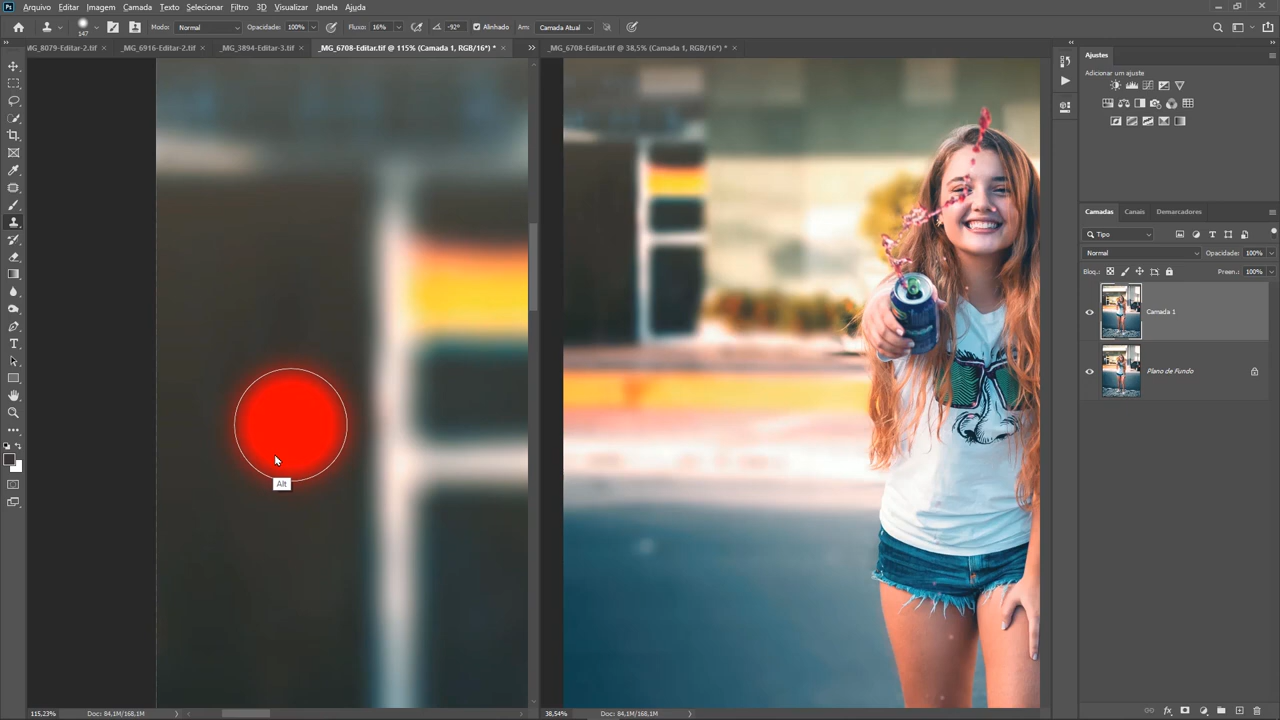 Ps Arquivo Editar Imagem Camada Texto Selecionar Filtro 3D Visualizar Janela Ajuda
147 Modo: Normal Opacidade: 100% Fluxo: 16% -92° Alinhado Am: Camada Atual
_MG_8079-Editar-2.tif × _MG_6916-Editar-2.tif × _MG_3894-Editar-3.tif × _MG_6708-Editar.tif @ 115% (Camada 1, RGB/16*) * × _MG_6708-Editar.tif @ 38,5% (Camada 1, RGB/16*) * ×
Ajustes
Adicionar um ajuste
Camadas Canais Demarcadores
Tipo
Normal Opacidade: 100%
Bloq.: Preen.: 100%
Camada 1
Plano de Fundo
Alt
115,23% Doc: 84,1M/168,1M 38,54% Doc: 84,1M/168,1M